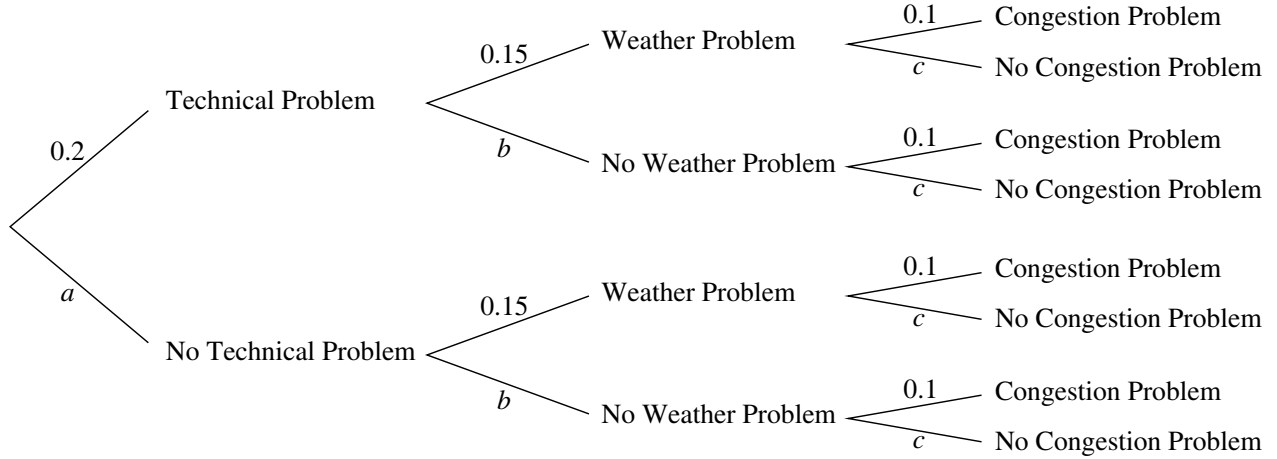 0.1 Congestion Problem
0.15 Weather Problem
c No Congestion Problem
Technical Problem
0.2
0.1 Congestion Problem
b No Weather Problem
c No Congestion Problem
0.1 Congestion Problem
a 0.15 Weather Problem
c No Congestion Problem
No Technical Problem
0.1 Congestion Problem
b No Weather Problem
c No Congestion Problem